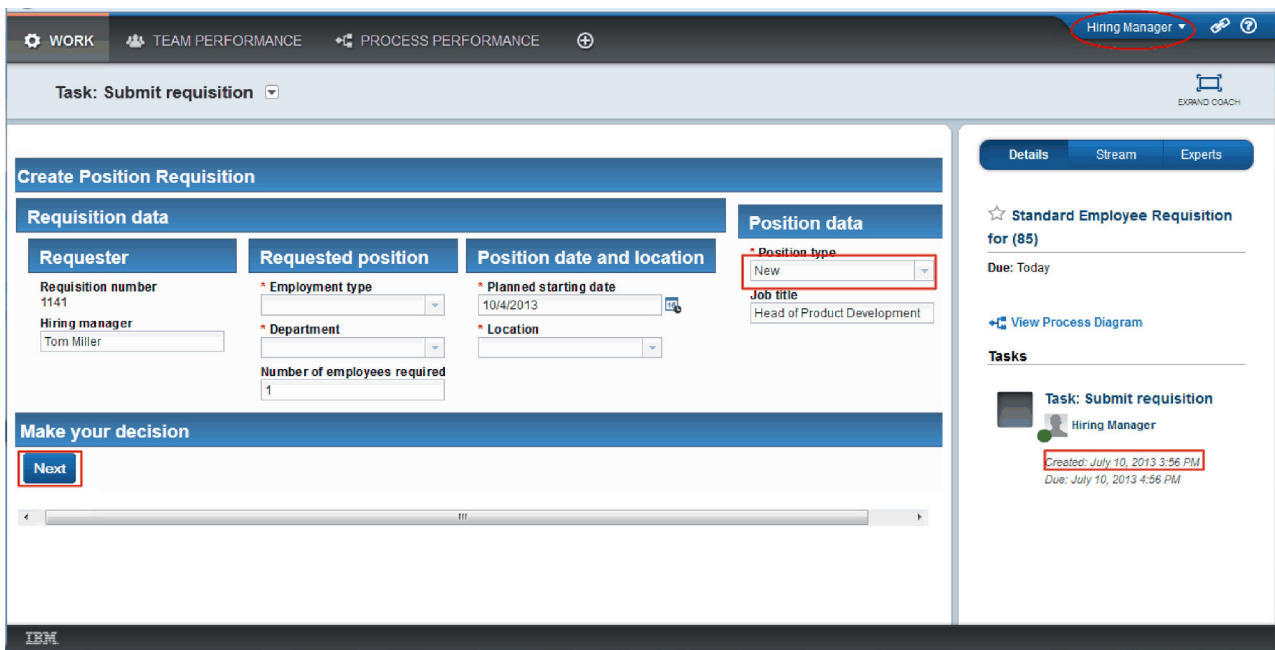 WORK TEAM PERFORMANCE PROCESS PERFORMANCE Hiring Manager
Task: Submit requisition
EXPAND COACH
Create Position Requisition
Requisition data
Requester
Requisition number
1141
Hiring manager
Tom Miller
Requested position
* Employment type
* Department
Number of employees required
1
Position date and location
* Planned starting date
10/4/2013
* Location
Position data
* Position type
New
Job title
Head of Product Development
Make your decision
Next
Details Stream Experts
Standard Employee Requisition
for (85)
Due: Today
View Process Diagram
Tasks
Task: Submit requisition
Hiring Manager
Created: July 10, 2013 3:56 PM
Due: July 10, 2013 4:56 PM
IBM